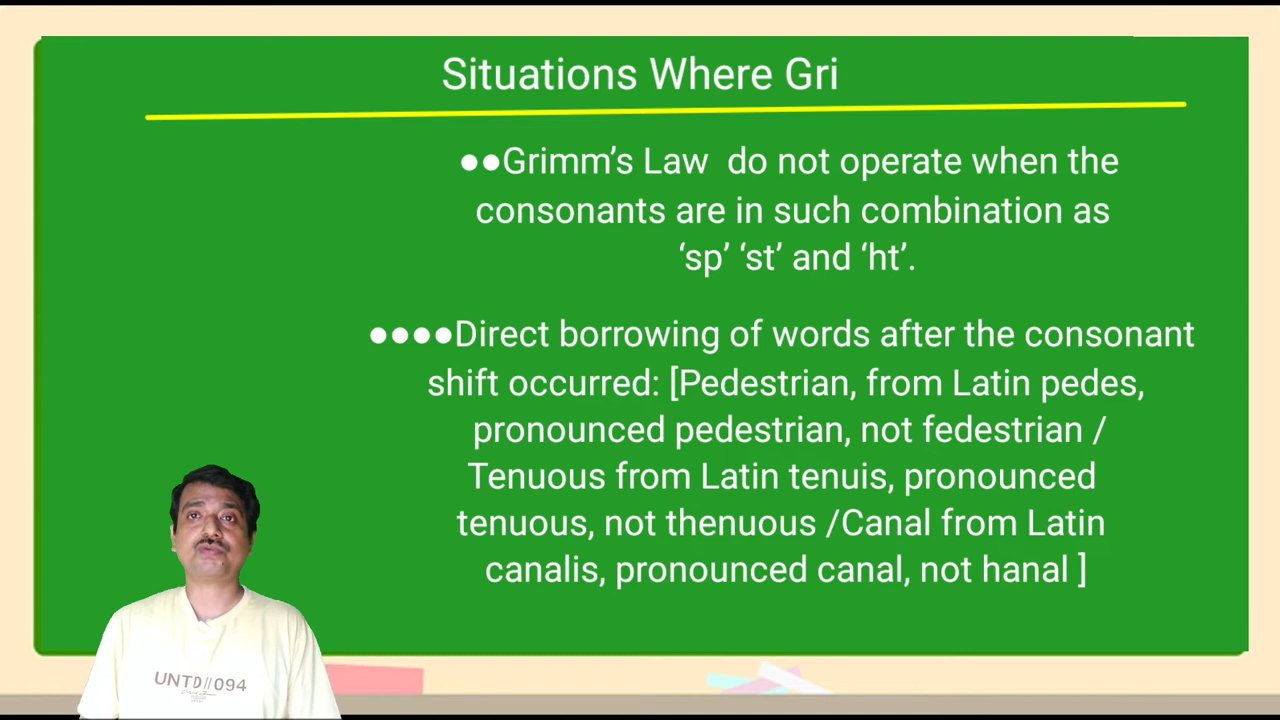 Situations Where Gri
●●Grimm’s Law do not operate when the
consonants are in such combination as
‘sp’ ‘st’ and ‘ht’.
●●●●Direct borrowing of words after the consonant
shift occurred: [Pedestrian, from Latin pedes,
pronounced pedestrian, not fedestrian /
Tenuous from Latin tenuis, pronounced
tenuous, not thenuous /Canal from Latin
canalis, pronounced canal, not hanal ]
UNTD//094